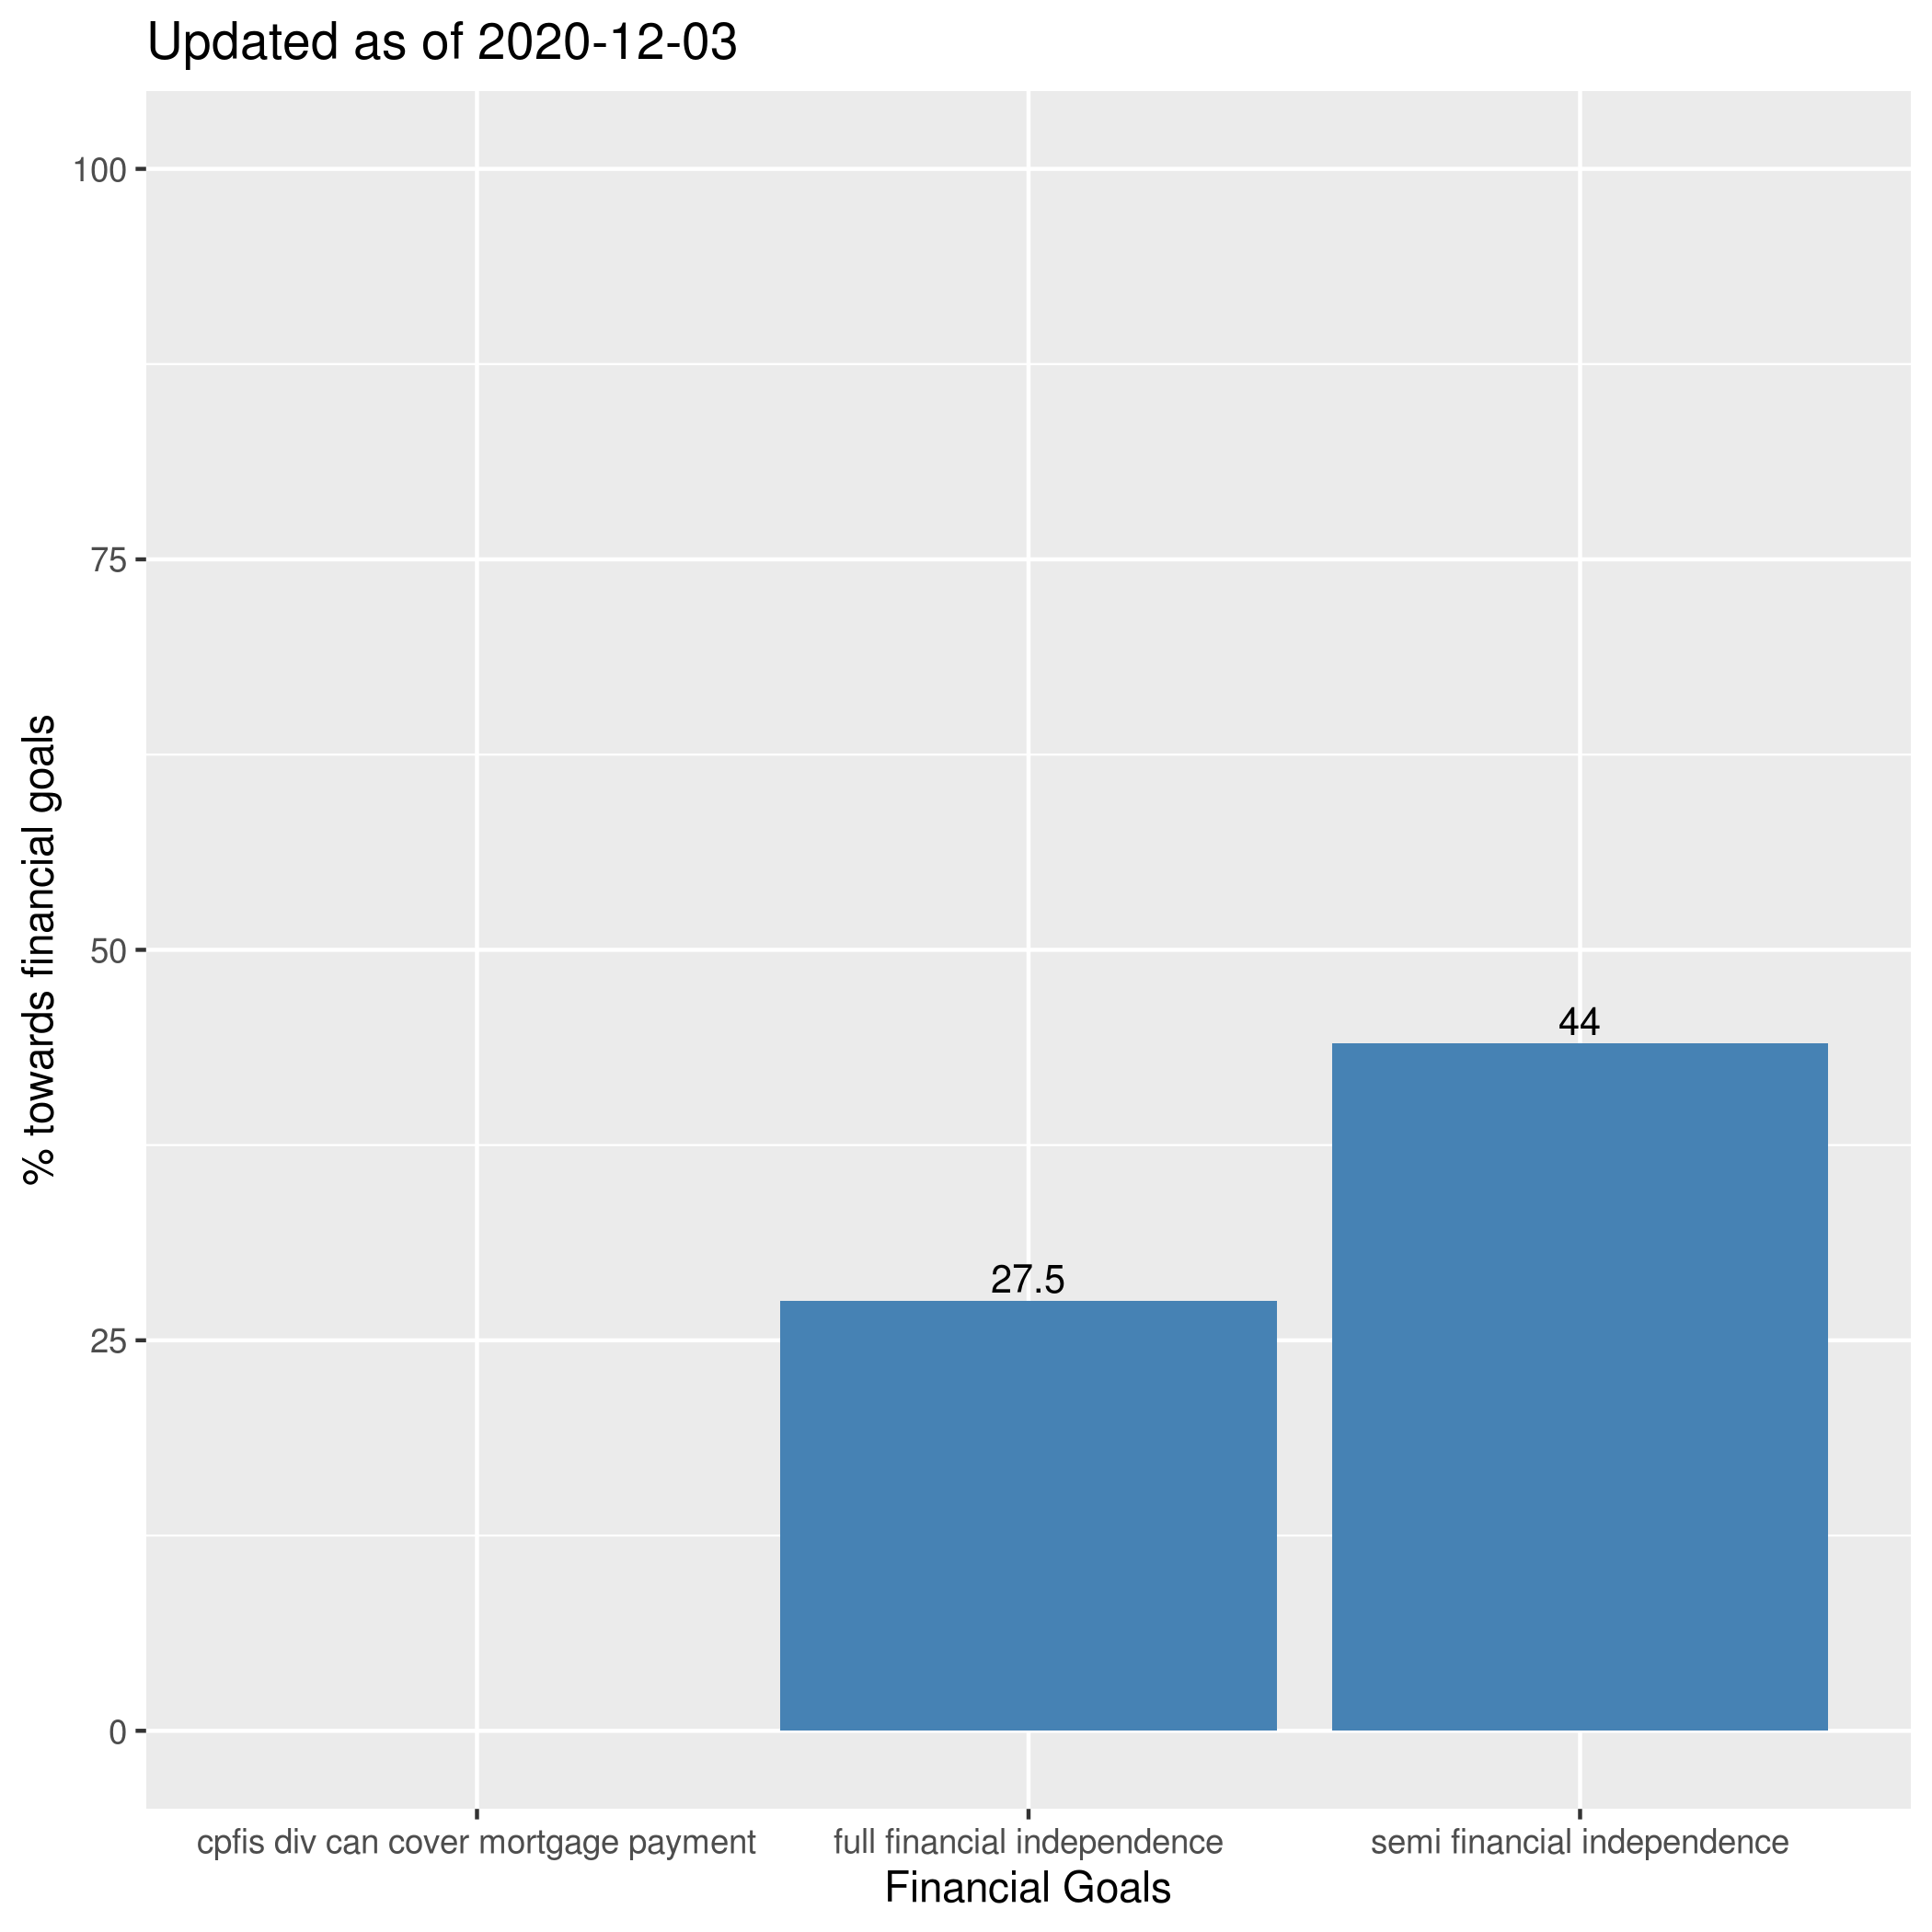 Updated as of 2020-12-03
% towards financial goals
100
75
50
25
0
44
27.5
cpfis div can cover mortgage payment
full financial independence
semi financial independence
Financial Goals